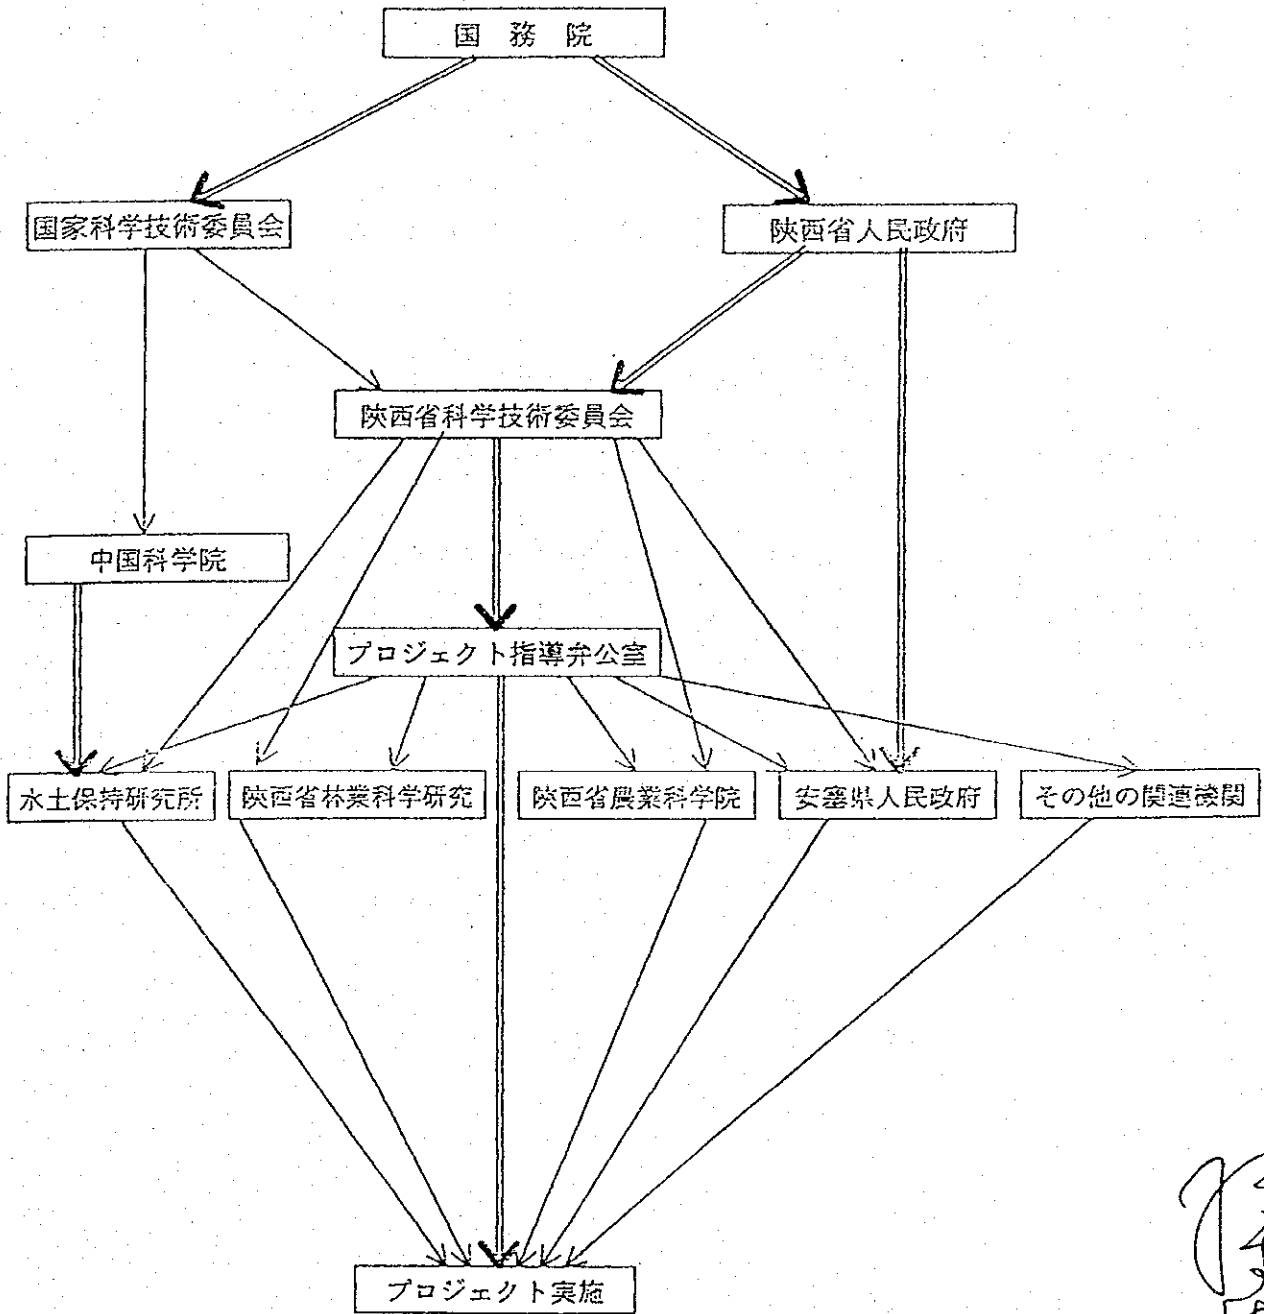 国務院
国家科学技術委員会
陝西省人民政府
陝西省科学技術委員会
中国科学院
プロジェクト指導弁公室
水土保持研究所
陝西省林業科学研究
陝西省農業科学院
安塞県人民政府
その他の関連機関
プロジェクト実施